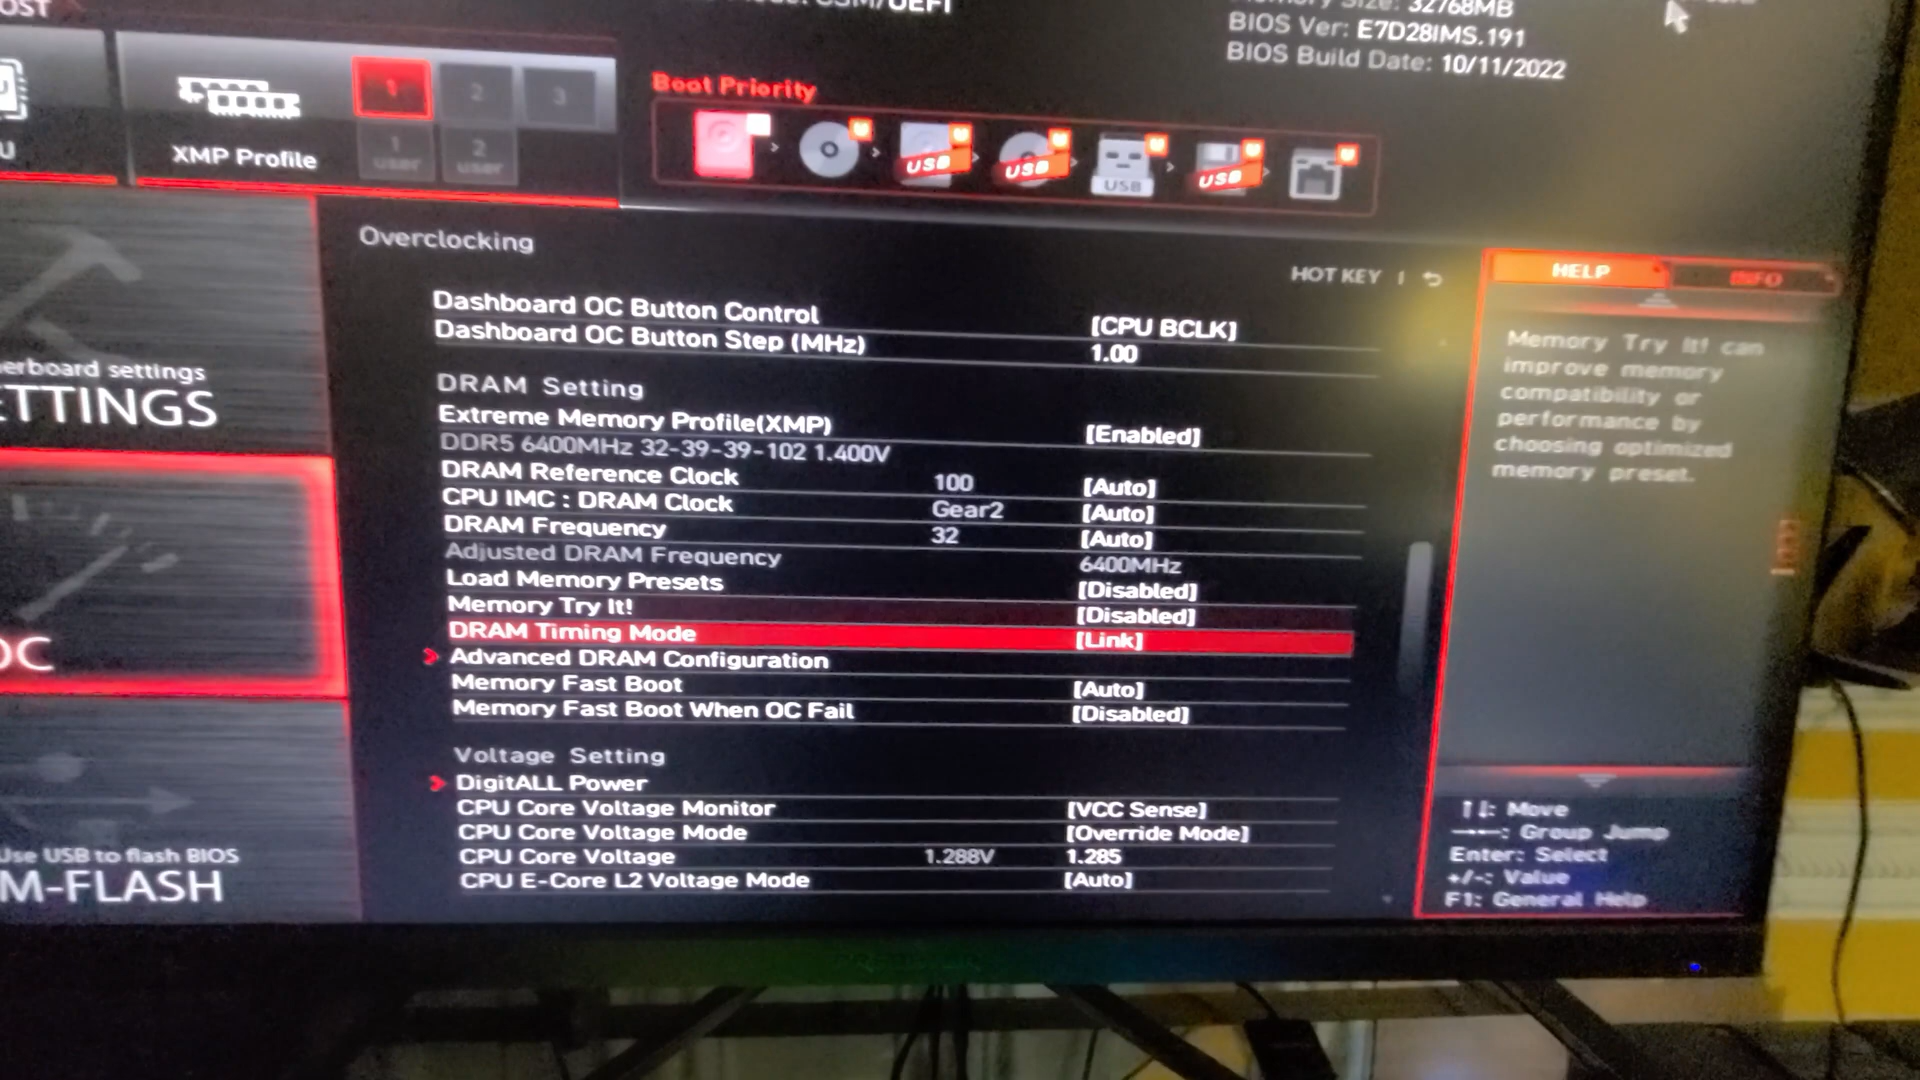 OST
CSM/UEFI
Memory Size: 32768MB
BIOS Ver: E7D28IMS.191
BIOS Build Date: 10/11/2022
U
XMP Profile
1
2
3
1 user
2 user
Boot Priority
USB
USB
USB
USB
erboard settings
ETTINGS
OC
Use USB to flash BIOS
M-FLASH
Overclocking
HOT KEY
Dashboard OC Button Control [CPU BCLK]
Dashboard OC Button Step (MHz) 1.00
DRAM Setting
Extreme Memory Profile(XMP) [Enabled]
DDR5 6400MHz 32-39-39-102 1.400V
DRAM Reference Clock 100 [Auto]
CPU IMC : DRAM Clock Gear2 [Auto]
DRAM Frequency 32 [Auto]
Adjusted DRAM Frequency 6400MHz
Load Memory Presets [Disabled]
Memory Try It! [Disabled]
DRAM Timing Mode [Link]
Advanced DRAM Configuration
Memory Fast Boot [Auto]
Memory Fast Boot When OC Fail [Disabled]
Voltage Setting
DigitALL Power
CPU Core Voltage Monitor [VCC Sense]
CPU Core Voltage Mode [Override Mode]
CPU Core Voltage 1.288V 1.285
CPU E-Core L2 Voltage Mode [Auto]
HELP
INFO
Memory Try It! can
improve memory
compatibility or
performance by
choosing optimized
memory preset.
↑↓: Move
: Group Jump
Enter: Select
+/-: Value
F1: General Help